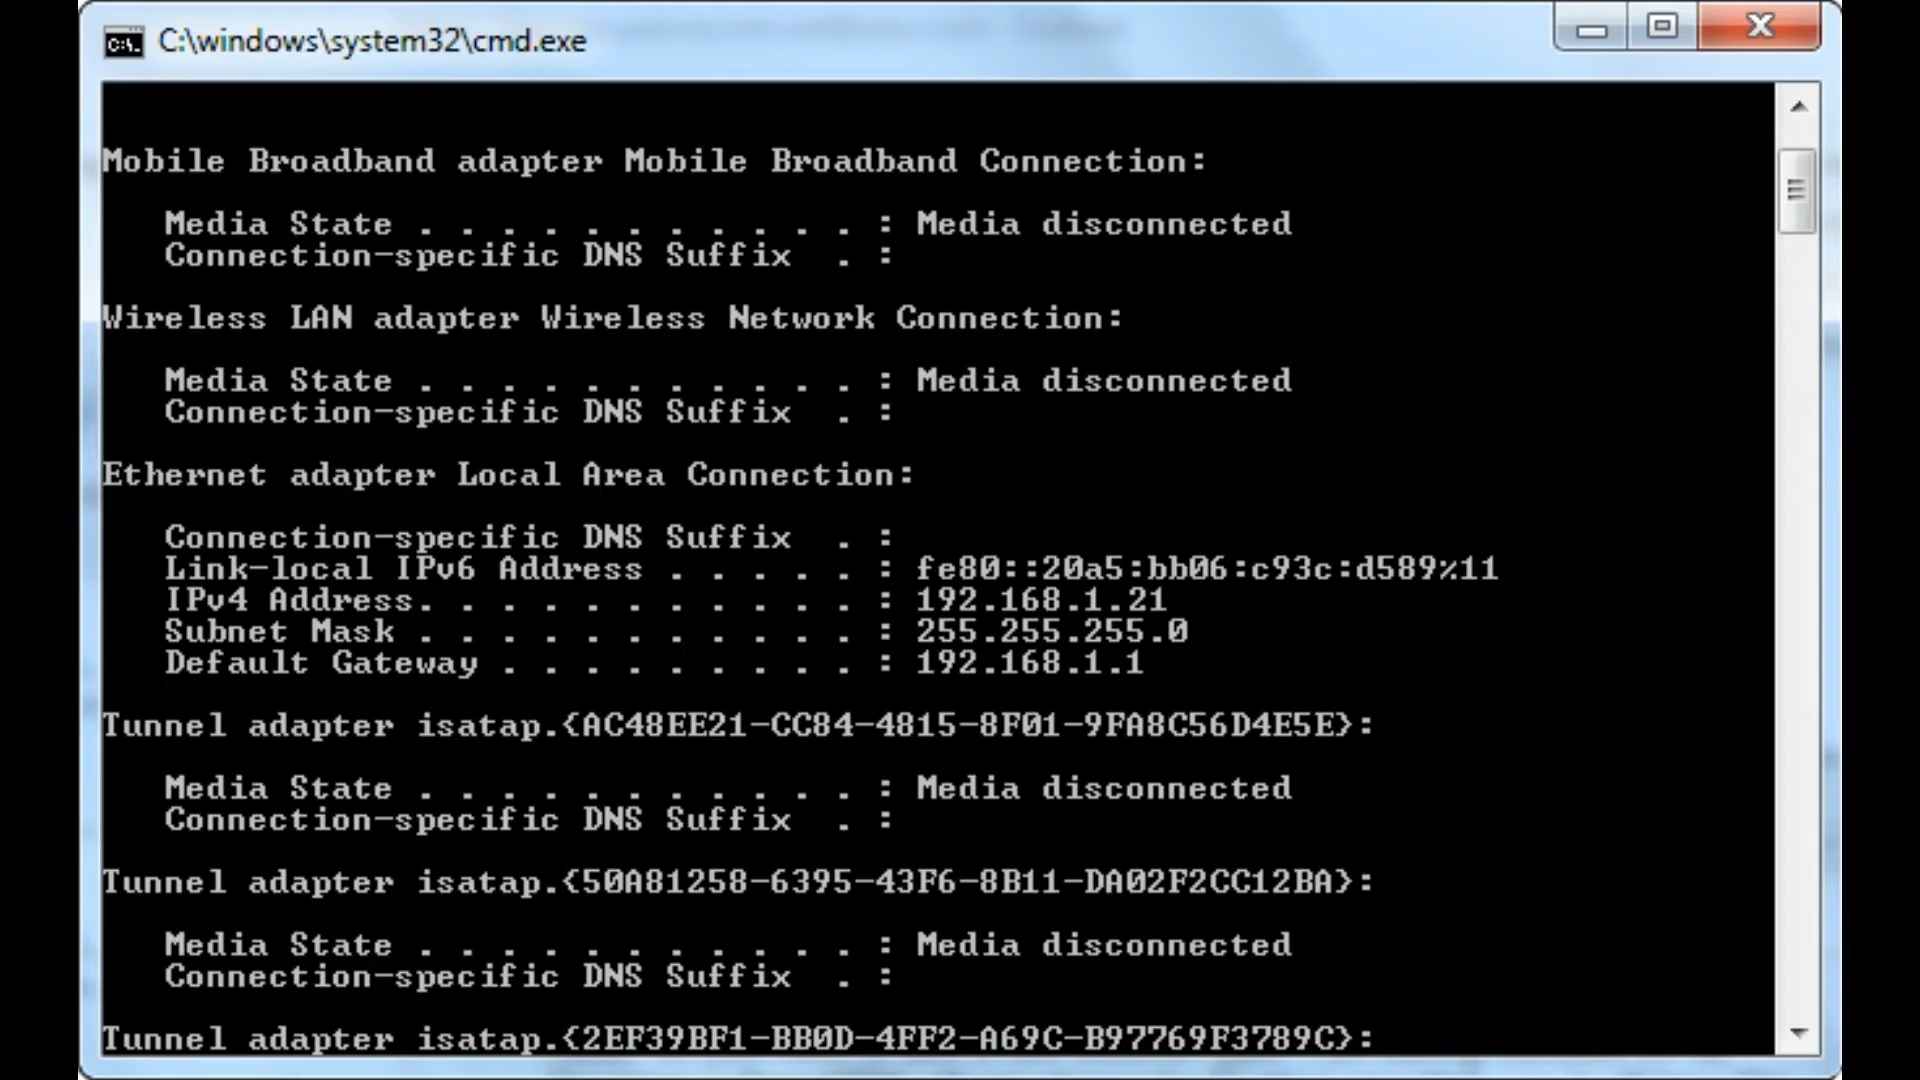 C:\windows\system32\cmd.exe
Mobile Broadband adapter Mobile Broadband Connection:
Media State . . . . . . . . . . . : Media disconnected
Connection-specific DNS Suffix  . :
Wireless LAN adapter Wireless Network Connection:
Media State . . . . . . . . . . . : Media disconnected
Connection-specific DNS Suffix  . :
Ethernet adapter Local Area Connection:
Connection-specific DNS Suffix  . :
Link-local IPv6 Address . . . . . : fe80::20a5:bb06:c93c:d589%11
IPv4 Address. . . . . . . . . . . : 192.168.1.21
Subnet Mask . . . . . . . . . . . : 255.255.255.0
Default Gateway . . . . . . . . . : 192.168.1.1
Tunnel adapter isatap.{AC48EE21-CC84-4815-8F01-9FA8C56D4E5E}:
Media State . . . . . . . . . . . : Media disconnected
Connection-specific DNS Suffix  . :
Tunnel adapter isatap.{50A81258-6395-43F6-8B11-DA02F2CC12BA}:
Media State . . . . . . . . . . . : Media disconnected
Connection-specific DNS Suffix  . :
Tunnel adapter isatap.{2EF39BF1-BB0D-4FF2-A69C-B97769F3789C}: